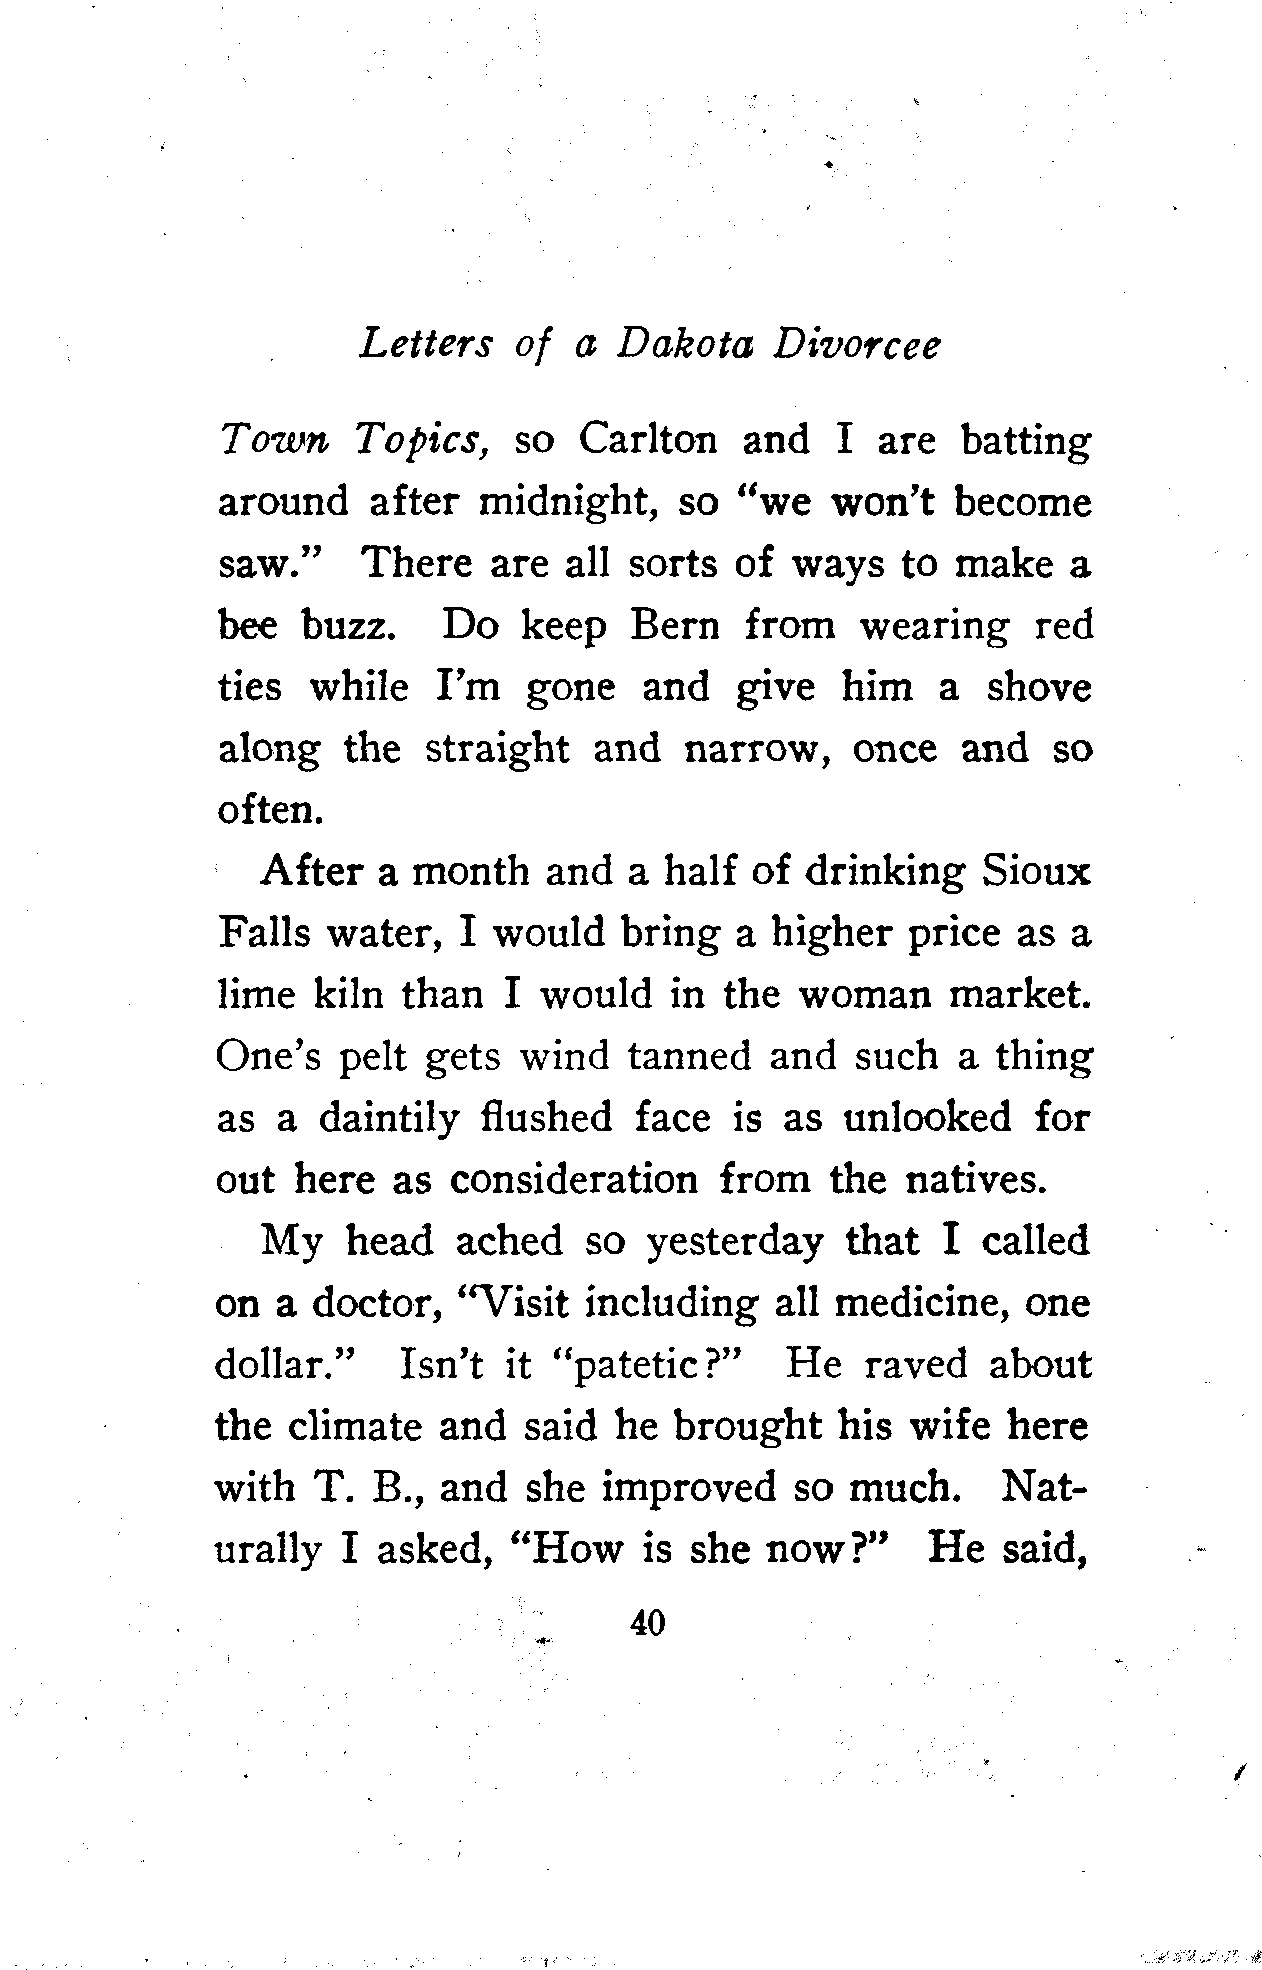 Letters of a Dakota Divorcee
Town Topics, so Carlton and I are batting
around after midnight, so “we won’t become
saw.” There are all sorts of ways to make a
bee buzz. Do keep Bern from wearing red
ties while I’m gone and give him a shove
along the straight and narrow, once and so
often.
After a month and a half of drinking Sioux
Falls water, I would bring a higher price as a
lime kiln than I would in the woman market.
One’s pelt gets wind tanned and such a thing
as a daintily flushed face is as unlooked for
out here as consideration from the natives.
My head ached so yesterday that I called
on a doctor, “Visit including all medicine, one
dollar.” Isn’t it “patetic?” He raved about
the climate and said he brought his wife here
with T. B., and she improved so much. Nat-
urally I asked, “How is she now?” He said,
40